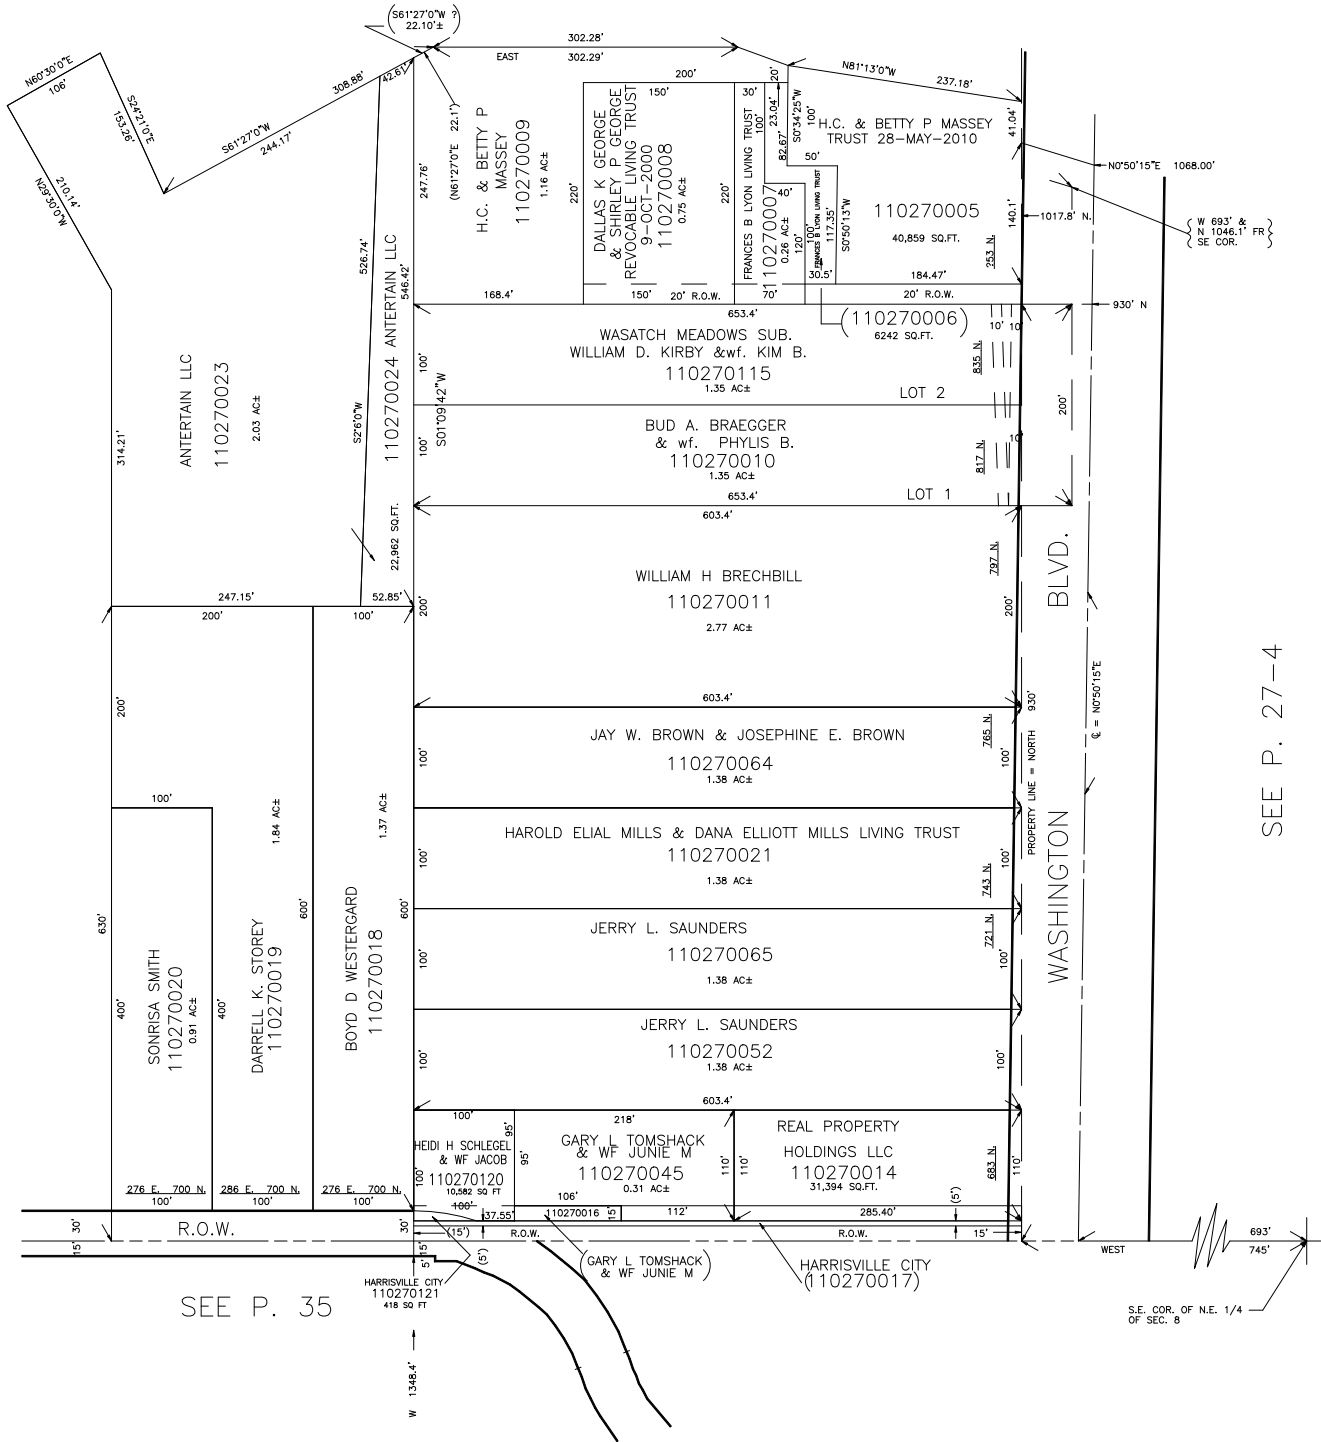 (S61°27'0"W ?
22.10'±)
302.28'
EAST
302.29'
N60°30'0"E
106'
S24°21'0"E
153.26'
308.88'
42.61'
S61°27'0"W
244.17'
N29°30'0"W
210.14'
(N61°27'0"E 22.1')
247.76'
H.C. & BETTY P
MASSEY
110270009
1.16 AC±
200'
150'
220'
DALLAS K GEORGE
& SHIRLEY P GEORGE
REVOCABLE LIVING TRUST
9-OCT-2000
110270008
0.75 AC±
220'
30'
100'
FRANCES B LYON LIVING TRUST
110270007
0.26 AC±
20'
23.04'
82.67'
S0°34'25"W
100'
50'
40'
120'
100'
FRANCES B LYON LIVING TRUST
117.35'
S0°50'13"W
30.5'
N81°13'0"W
237.18'
41.04'
H.C. & BETTY P MASSEY
TRUST 28-MAY-2010
110270005
40,859 SQ.FT.
253 N.
140.1'
184.47'
N0°50'15"E 1068.00'
1017.8' N.
{ W 693' &
N 1046.1' FR
SE COR. }
930' N
168.4'
150'
20' R.O.W.
70'
20' R.O.W.
(110270006)
6242 SQ.FT.
653.4'
WASATCH MEADOWS SUB.
WILLIAM D. KIRBY &wf. KIM B.
110270115
1.35 AC±
100'
835 N.
10'
10'
LOT 2
BUD A. BRAEGGER
& wf. PHYLIS B.
110270010
1.35 AC±
100'
817 N.
10'
200'
653.4'
LOT 1
ANTERTAIN LLC
110270023
2.03 AC±
314.21'
526.74'
S2°6'0"W
546.42'
110270024 ANTERTAIN LLC
22,962 SQ.FT.
S01°09'42"W
247.15'
52.85'
200'
100'
603.4'
WILLIAM H BRECHBILL
110270011
2.77 AC±
200'
797 N.
200'
603.4'
JAY W. BROWN & JOSEPHINE E. BROWN
110270064
1.38 AC±
100'
765 N.
100'
HAROLD ELIAL MILLS & DANA ELLIOTT MILLS LIVING TRUST
110270021
1.38 AC±
100'
743 N.
100'
JERRY L. SAUNDERS
110270065
1.38 AC±
100'
721 N.
100'
JERRY L. SAUNDERS
110270052
1.38 AC±
100'
100'
603.4'
PROPERTY LINE = NORTH 930'
WASHINGTON BLVD.
℄ = N0°50'15"E
SEE P. 27-4
200'
630'
400'
100'
SONRISA SMITH
110270020
0.91 AC±
400'
DARRELL K. STOREY
110270019
1.84 AC±
600'
BOYD D WESTERGARD
110270018
1.37 AC±
600'
276 E. 700 N.
100'
286 E. 700 N.
100'
276 E. 700 N.
100'
100'
HEIDI H SCHLEGEL
& WF JACOB
110270120
10,582 SQ FT
100'
100'
95'
95'
218'
GARY L TOMSHACK
& WF JUNIE M
110270045
0.31 AC±
110'
106'
110270016
15'
112'
37.55'
REAL PROPERTY
HOLDINGS LLC
110270014
31,394 SQ.FT.
110'
683 N.
110'
285.40'
(5')
30'
15'
R.O.W.
30'
15'
5'
(15')
(5')
R.O.W.
R.O.W.
15'
HARRISVILLE CITY
110270121
418 SQ FT
(GARY L TOMSHACK
& WF JUNIE M)
HARRISVILLE CITY
(110270017)
WEST
693'
745'
S.E. COR. OF N.E. 1/4
OF SEC. 8
SEE P. 35
W 1348.4'